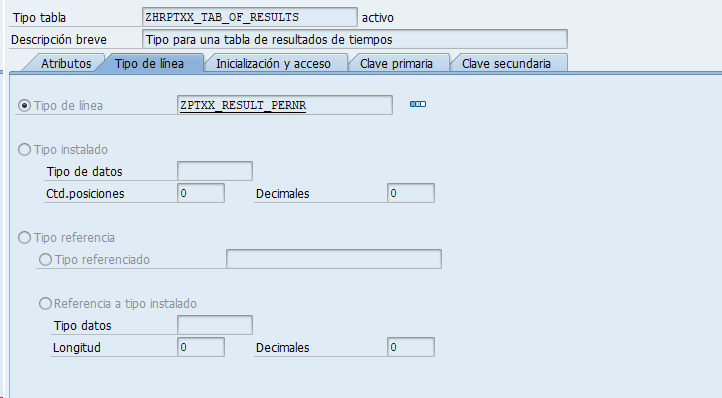 Tipo tabla ZHRPTXX_TAB_OF_RESULTS activo
Descripción breve Tipo para una tabla de resultados de tiempos
Atributos Tipo de línea Inicialización y acceso Clave primaria Clave secundaria
Tipo de línea ZPTXX_RESULT_PERNR
Tipo instalado
Tipo de datos
Ctd.posiciones 0 Decimales 0
Tipo referencia
Tipo referenciado
Referencia a tipo instalado
Tipo datos
Longitud 0 Decimales 0